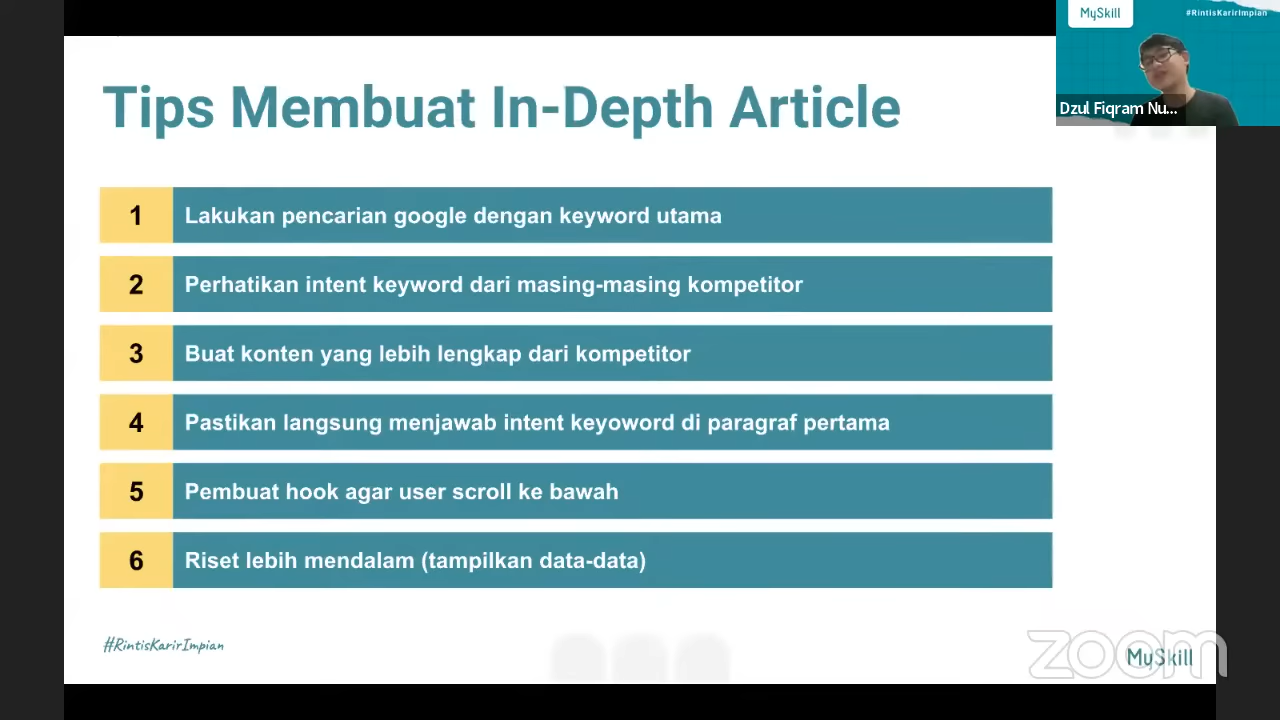 MySkill
#RintisKarirImpian
Dzul Fiqram Nu...
Tips Membuat In-Depth Article
1 Lakukan pencarian google dengan keyword utama
2 Perhatikan intent keyword dari masing-masing kompetitor
3 Buat konten yang lebih lengkap dari kompetitor
4 Pastikan langsung menjawab intent keyoword di paragraf pertama
5 Pembuat hook agar user scroll ke bawah
6 Riset lebih mendalam (tampilkan data-data)
#RintisKarirImpian
zoom
MySkill